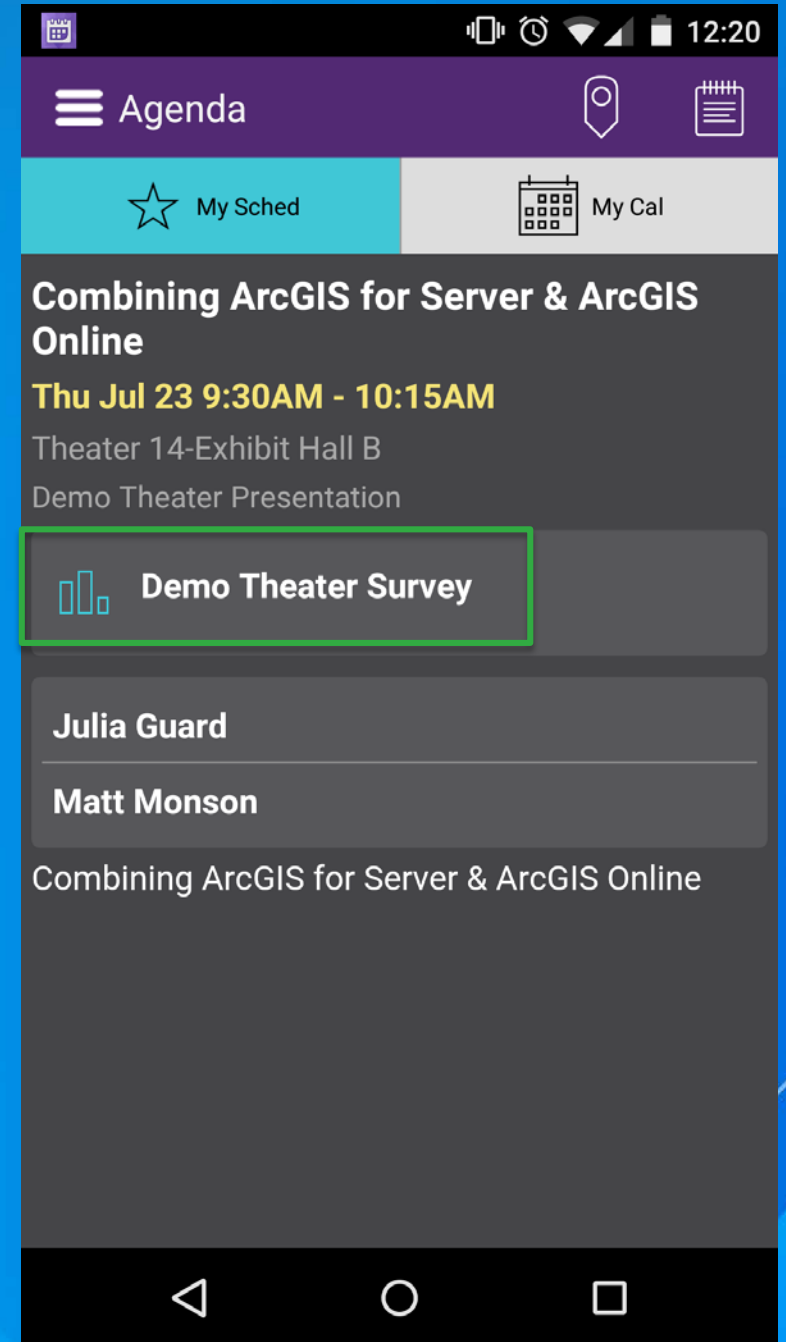 12:20
Agenda
My Sched
My Cal
Combining ArcGIS for Server & ArcGIS
Online
Thu Jul 23 9:30AM - 10:15AM
Theater 14-Exhibit Hall B
Demo Theater Presentation
Demo Theater Survey
Julia Guard
Matt Monson
Combining ArcGIS for Server & ArcGIS Online